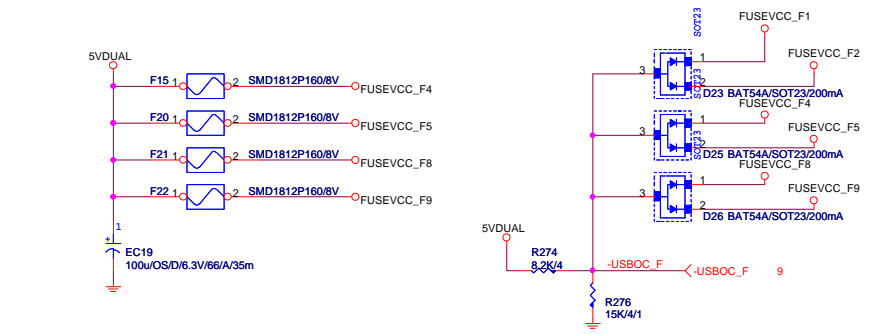 5VDUAL
F15 1 2 SMD1812P160/8V FUSEVCC_F4
F20 1 2 SMD1812P160/8V FUSEVCC_F5
F21 1 2 SMD1812P160/8V FUSEVCC_F8
F22 1 2 SMD1812P160/8V FUSEVCC_F9
1
+
EC19
100u/OS/D/6.3V/66/A/35m
SOT23
FUSEVCC_F1
1
FUSEVCC_F2
3
2
D23 BAT54A/SOT23/200mA
SOT23
FUSEVCC_F4
1
FUSEVCC_F5
3
2
D25 BAT54A/SOT23/200mA
SOT23
FUSEVCC_F8
1
FUSEVCC_F9
3
2
D26 BAT54A/SOT23/200mA
5VDUAL
R274
8.2K/4
-USBOC_F
-USBOC_F 9
R276
15K/4/1